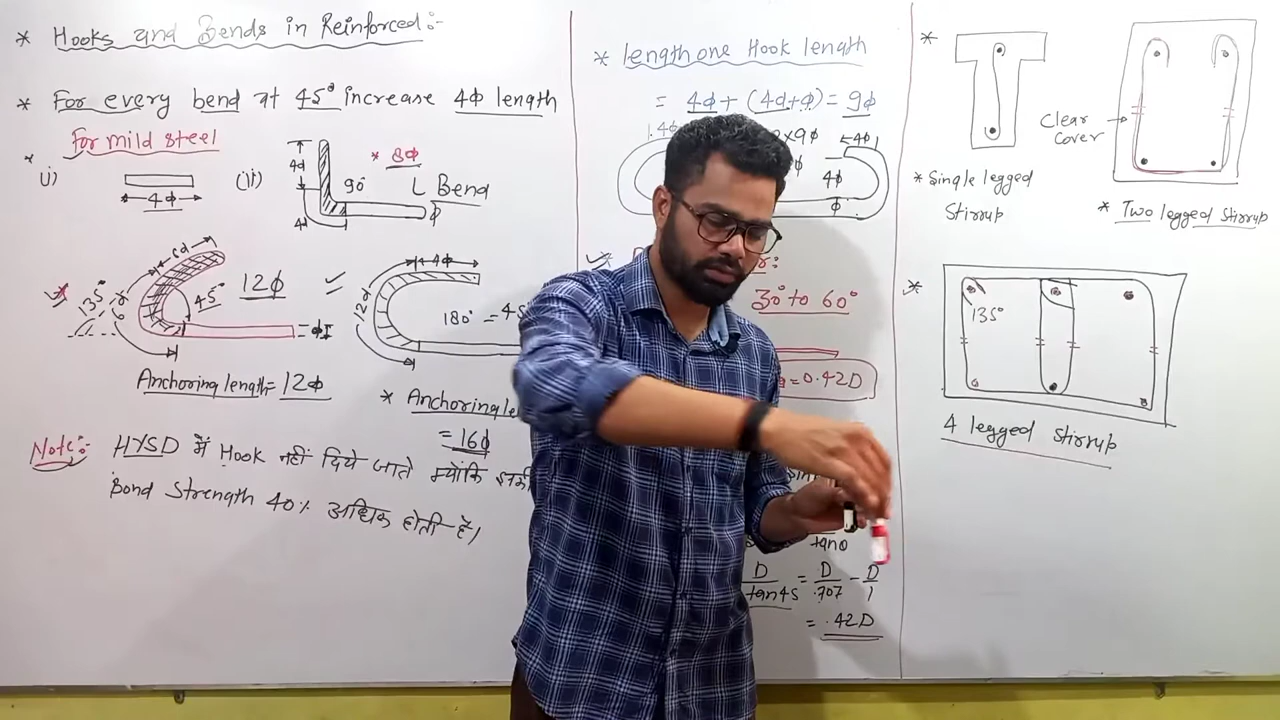 * Hooks and Bends in Reinforced:-
* For every bend at 45° increase 4ϕ length
For mild steel
* i)
4ϕ
(ii)
4d
90°
* 8ϕ
L Bend
ϕ
135°
6d
45°
12ϕ
ϕ
Anchoring length = 12ϕ
4ϕ
180° =
* Anchoring le
= 16ϕ
Note:- HYSD में Hook नहीं दिये जाते क्योंकि
Bond Strength 40% अधिक होती है।
* length one Hook length
= 4ϕ + (4d+ϕ) = 9ϕ
x9ϕ
4ϕ
4ϕ
ϕ
30° to 60°
= 0.42D
tanθ
D/tan45 = D/.707 - D/1
= .42D
*
Clear
Cover
* Single legged
Stirrup
* Two legged Stirrup
*
135°
4 legged Stirrup